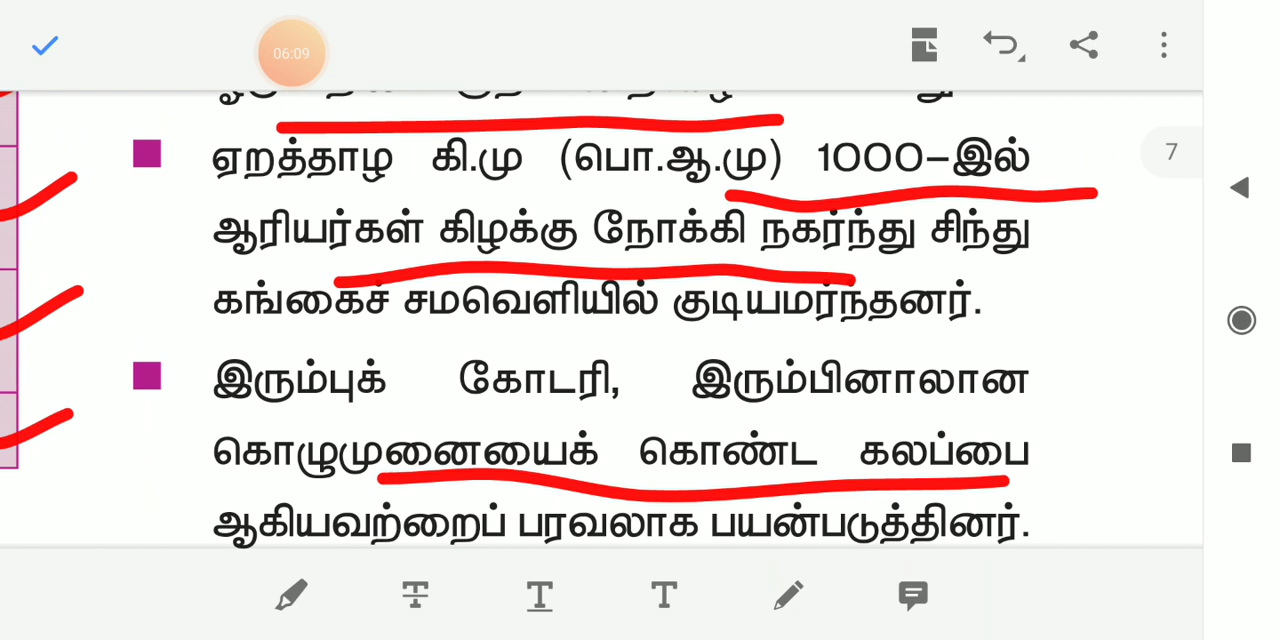 06:09
ஏறத்தாழ கி.மு (பொ.ஆ.மு) 1000-இல்
7
ஆரியர்கள் கிழக்கு நோக்கி நகர்ந்து சிந்து
கங்கைச் சமவெளியில் குடியமர்ந்தனர்.
இரும்புக் கோடரி, இரும்பினாலான
கொழுமுனையைக் கொண்ட கலப்பை
ஆகியவற்றைப் பரவலாக பயன்படுத்தினர்.